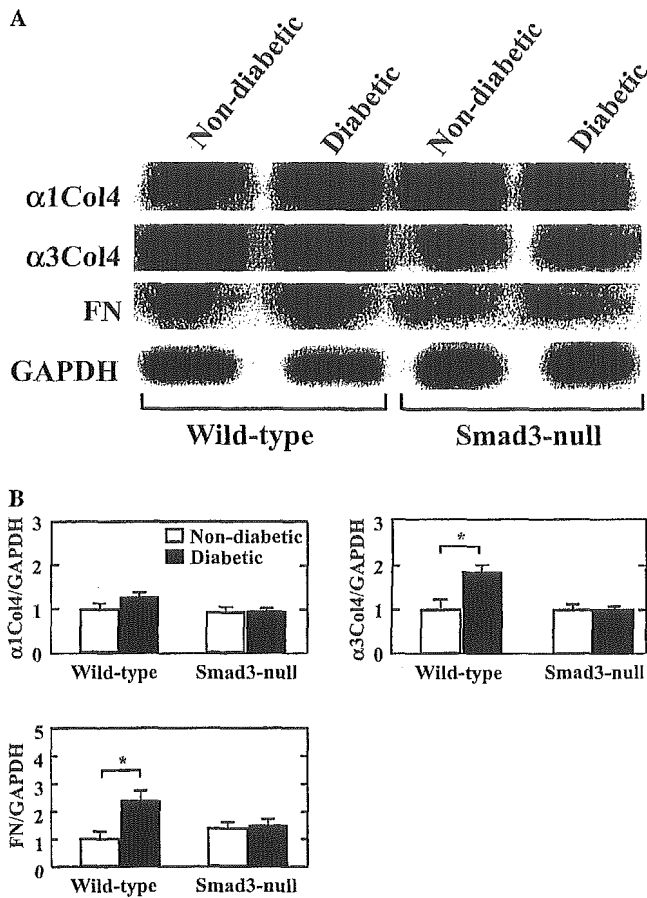 A
Non-diabetic
Diabetic
Non-diabetic
Diabetic
α1Col4
α3Col4
FN
GAPDH
Wild-type
Smad3-null
B
α1Col4/GAPDH
3
2
1
0
Non-diabetic
Diabetic
Wild-type
Smad3-null
α3Col4/GAPDH
3
2
1
0
*
Wild-type
Smad3-null
FN/GAPDH
5
4
3
2
1
0
*
Wild-type
Smad3-null